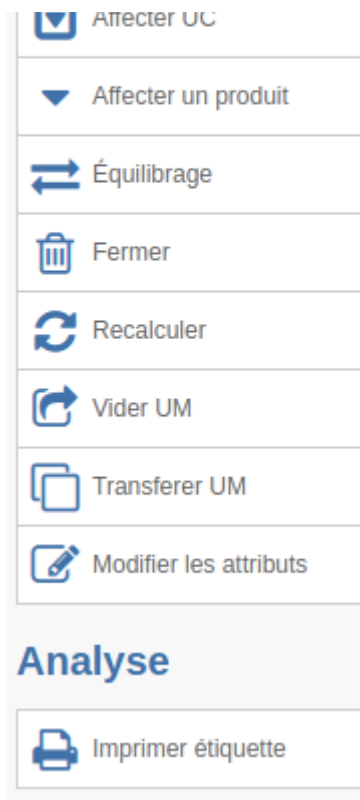 Affecter UC
Affecter un produit
Équilibrage
Fermer
Recalculer
Vider UM
Transferer UM
Modifier les attributs
Analyse
Imprimer étiquette